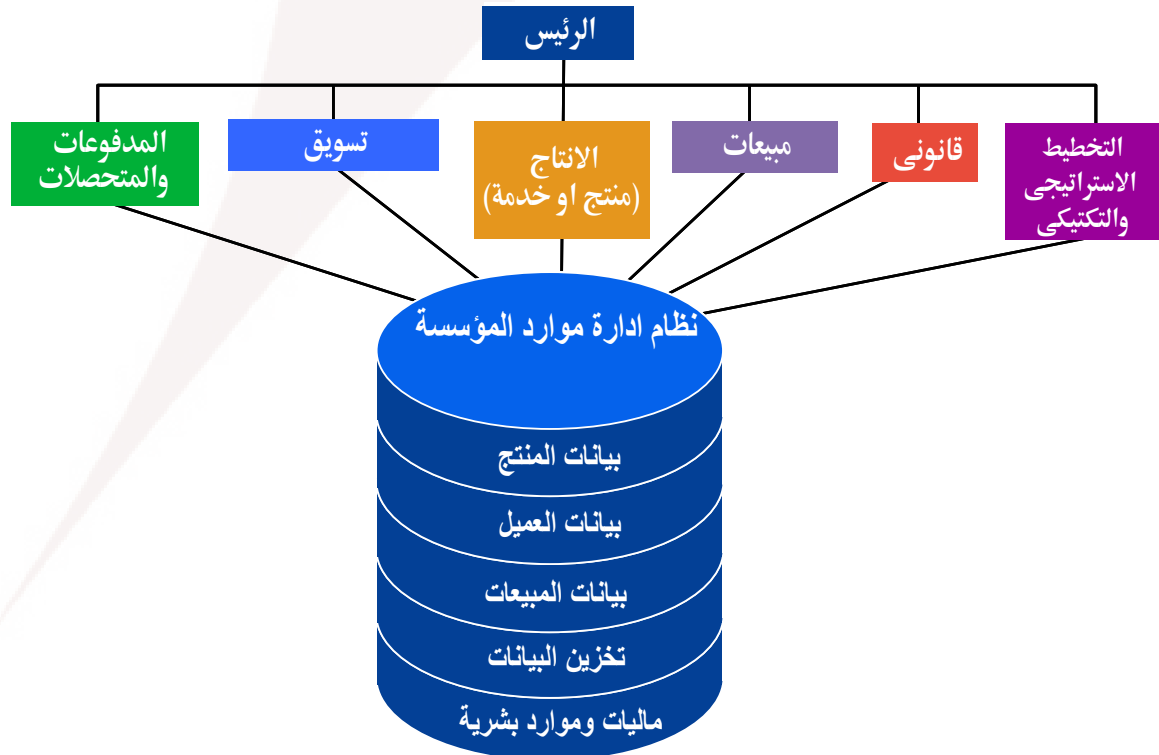 الرئيس
التخطيط
الاستراتيجى
والتكتيكى
قانونى
مبيعات
الانتاج
(منتج او خدمة)
تسويق
المدفوعات
والمتحصلات
نظام ادارة موارد المؤسسة
بيانات المنتج
بيانات العميل
بيانات المبيعات
تخزين البيانات
ماليات وموارد بشرية